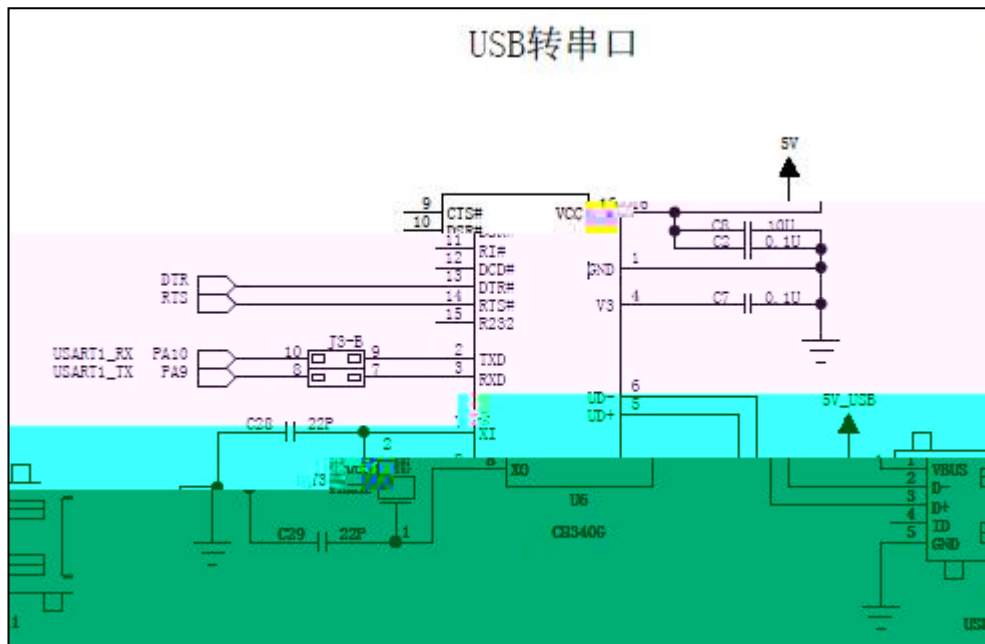 USB转串口
5V
9 CTS# VCC
10 DSR#
C8 10U
C2 0.1U
11 RI#
12 DCD# GND 1
DTR 13 DTR#
RTS 14 RTS# V3 4 C7 0.1U
15 R232
J3-B
USART1_RX PA10 10 9 2 TXD
USART1_TX PA9 8 7 3 RXD
UD- 6
UD+ 5
5V_USB
C28 22P XI
2
XO
1 VBUS
2 D-
3 D+
4 ID
5 GND
U6
C29 22P 1 CH340G
1